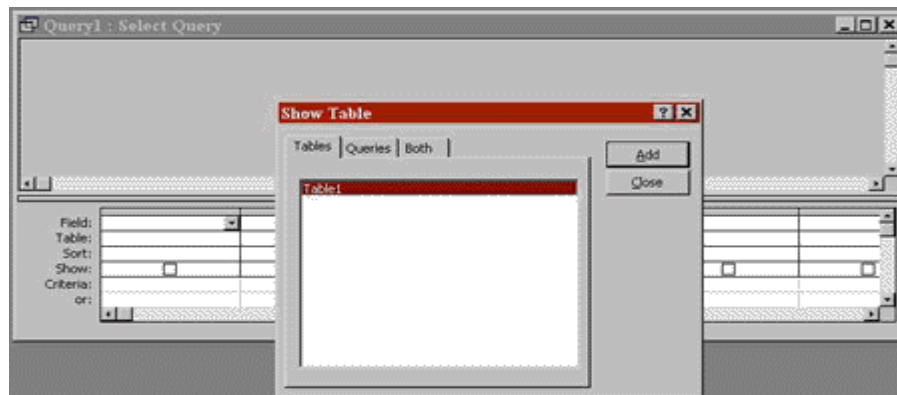 Query1 : Select Query
Show Table
Tables Queries Both
Add
Table1
Close
Field:
Table:
Sort:
Show:
Criteria:
or: